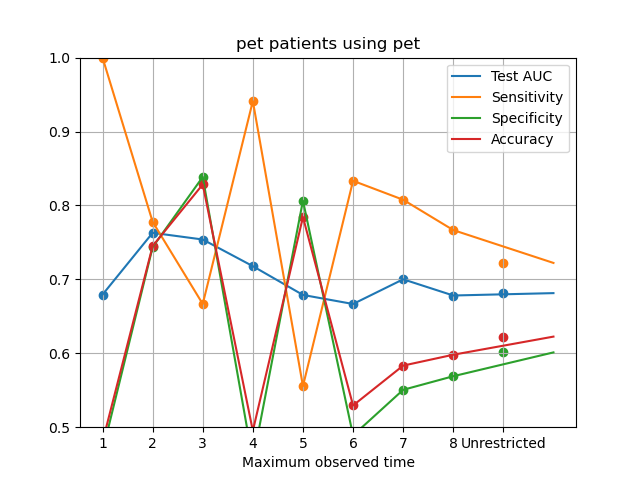 pet patients using pet
Test AUC
Sensitivity
Specificity
Accuracy
1.0
0.9
0.8
0.7
0.6
0.5
1 2 3 4 5 6 7 8 Unrestricted
Maximum observed time